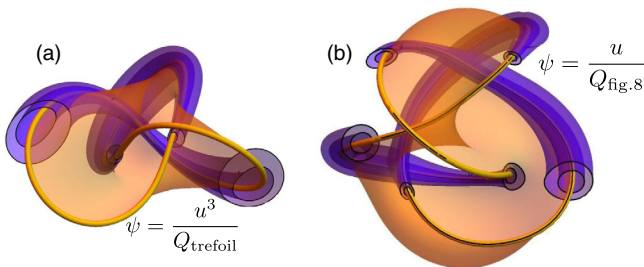 (a)
(b)
ψ = u / Q_fig.8
ψ = u^3 / Q_trefoil